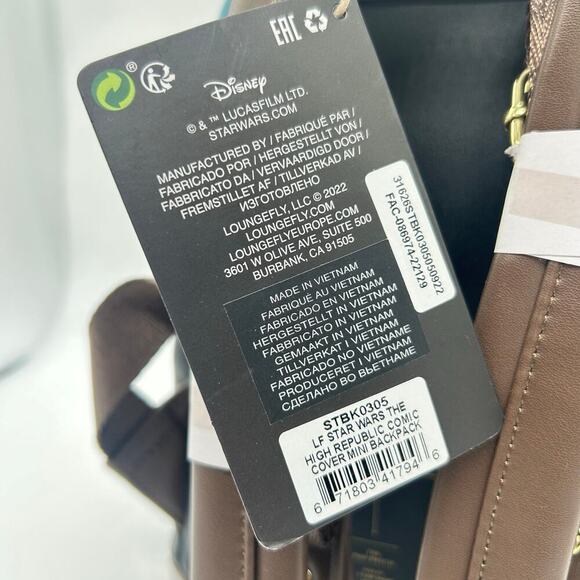 EAC
Disney
© & ™ LUCASFILM LTD.
STARWARS.COM
MANUFACTURED BY / FABRIQUÉ PAR /
FABRICADO POR / HERGESTELLT VON /
FABBRICATO DA / VERVAARDIGD DOOR /
FREMSTILLET AF / TILLVERKAD AV /
ИЗГОТОВЛЕНО
LOUNGEFLY, LLC © 2022
LOUNGEFLY.COM
LOUNGEFLYEUROPE.COM
3601 W OLIVE AVE, SUITE 500
BURBANK, CA 91505
31626STBK0305050922
FAC-086974-22129
MADE IN VIETNAM
FABRIQUÉ AU VIETNAM
FABRICADO EN VIETNAM
HERGESTELLT IN VIETNAM
FABBRICATO IN VIETNAM
GEMAAKT IN VIETNAM
TILLVERKAT I VIETNAM
FABRICADO NO VIETNAME
PRODUCERET I VIETNAM
СДЕЛАНО ВО ВЬЕТНАМЕ
STBK0305
LF STAR WARS THE
HIGH REPUBLIC COMIC
COVER MINI BACKPACK
6 71803 41794 6